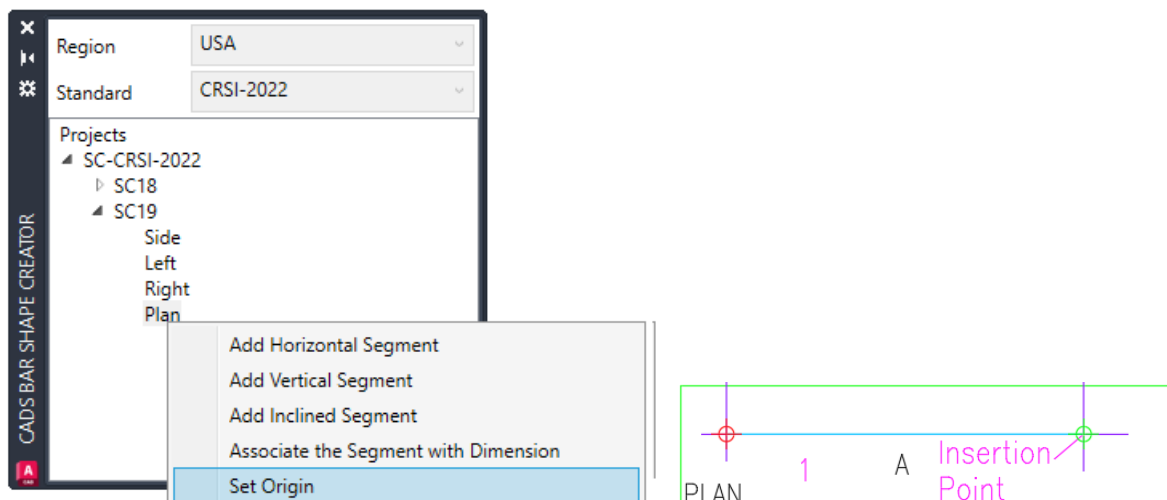 Region USA
Standard CRSI-2022
Projects
SC-CRSI-2022
SC18
SC19
Side
Left
Right
Plan
CADS BAR SHAPE CREATOR
A
CAD
Add Horizontal Segment
Add Vertical Segment
Add Inclined Segment
Associate the Segment with Dimension
Set Origin
1 A Insertion
Point
PLAN